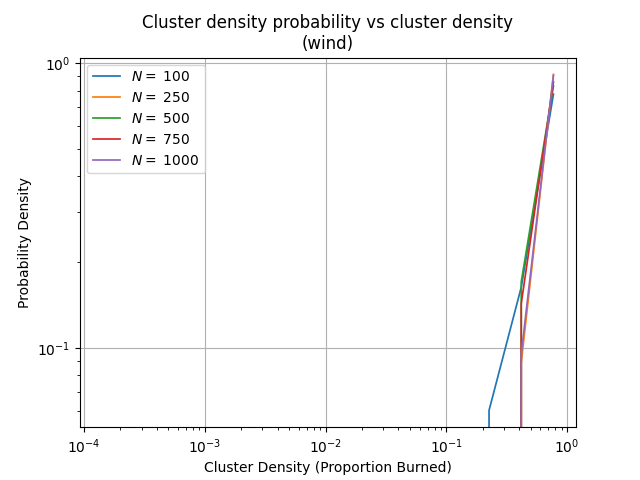 Cluster density probability vs cluster density
(wind)
N = 100
N = 250
N = 500
N = 750
N = 1000
Probability Density
10⁰
10⁻¹
10⁻⁴ 10⁻³ 10⁻² 10⁻¹ 10⁰
Cluster Density (Proportion Burned)